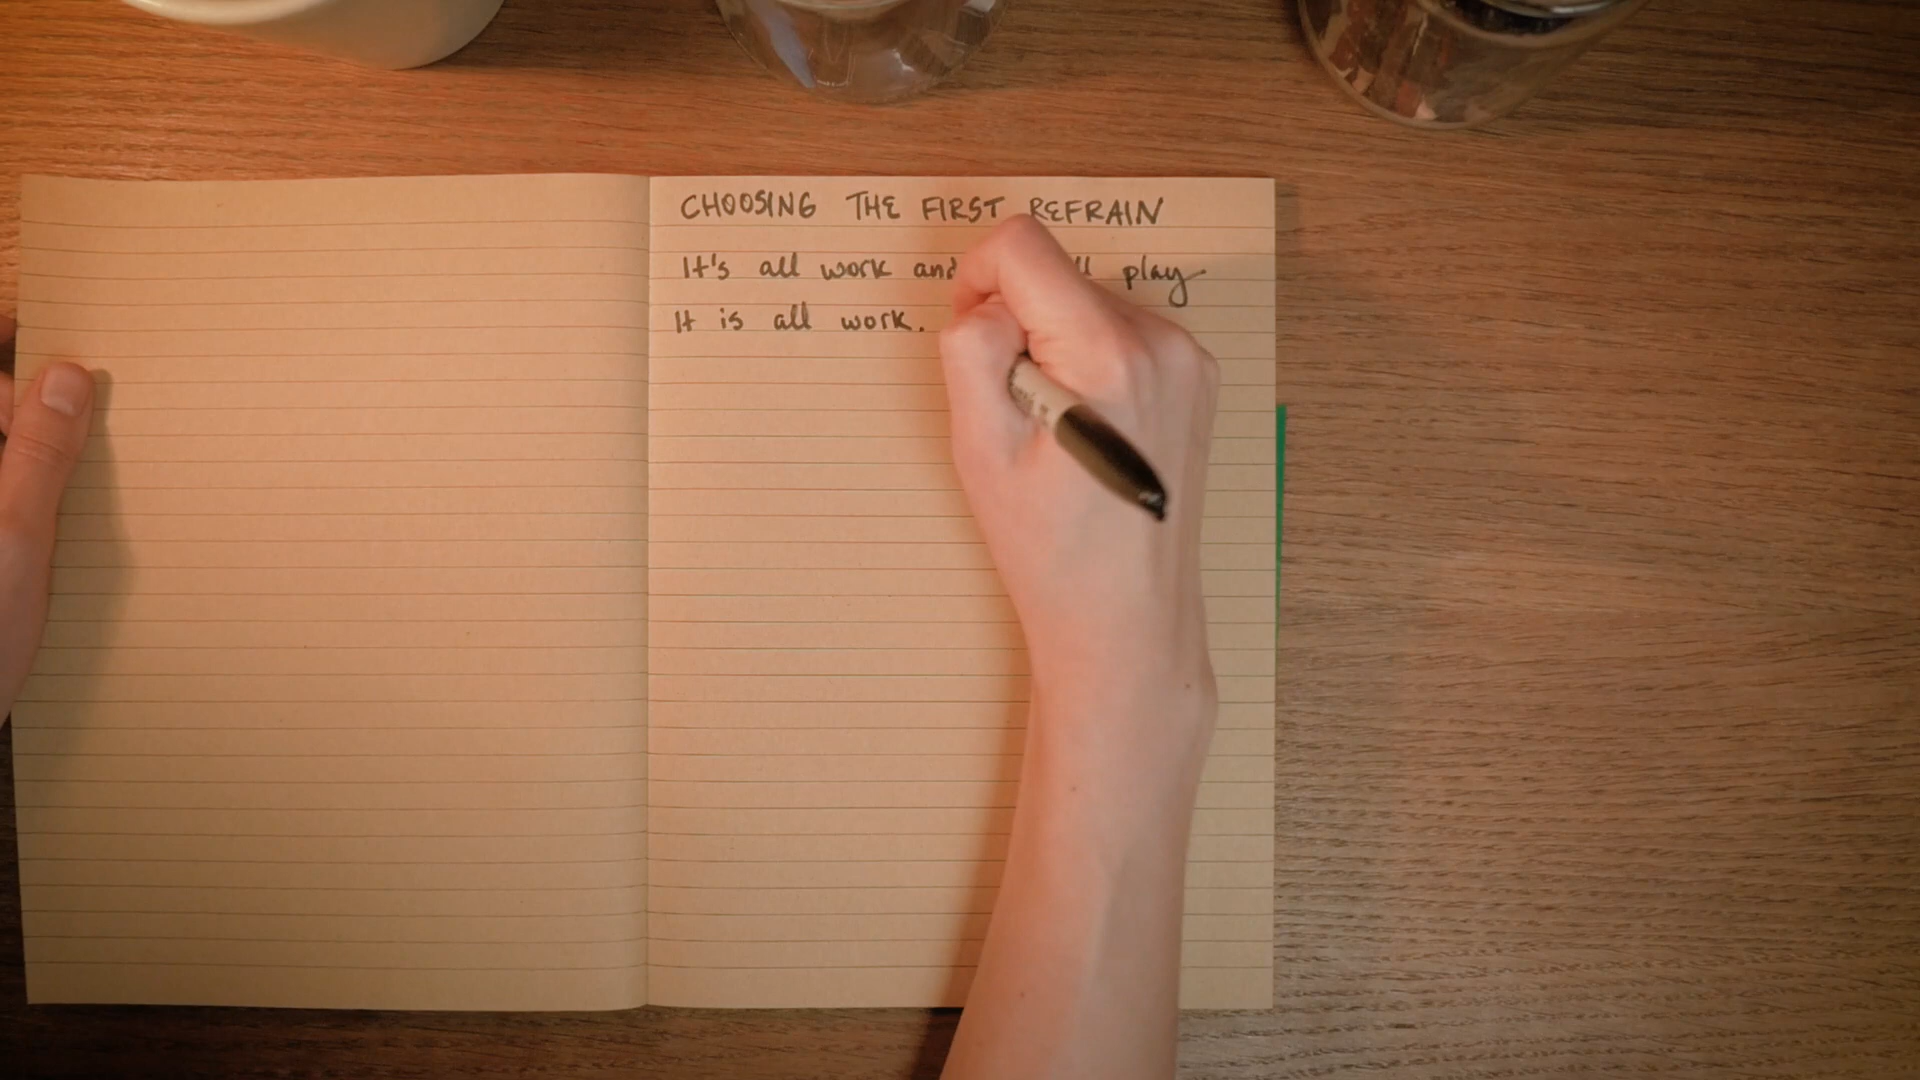 CHOOSING THE FIRST REFRAIN
It's all work and play
It is all work.